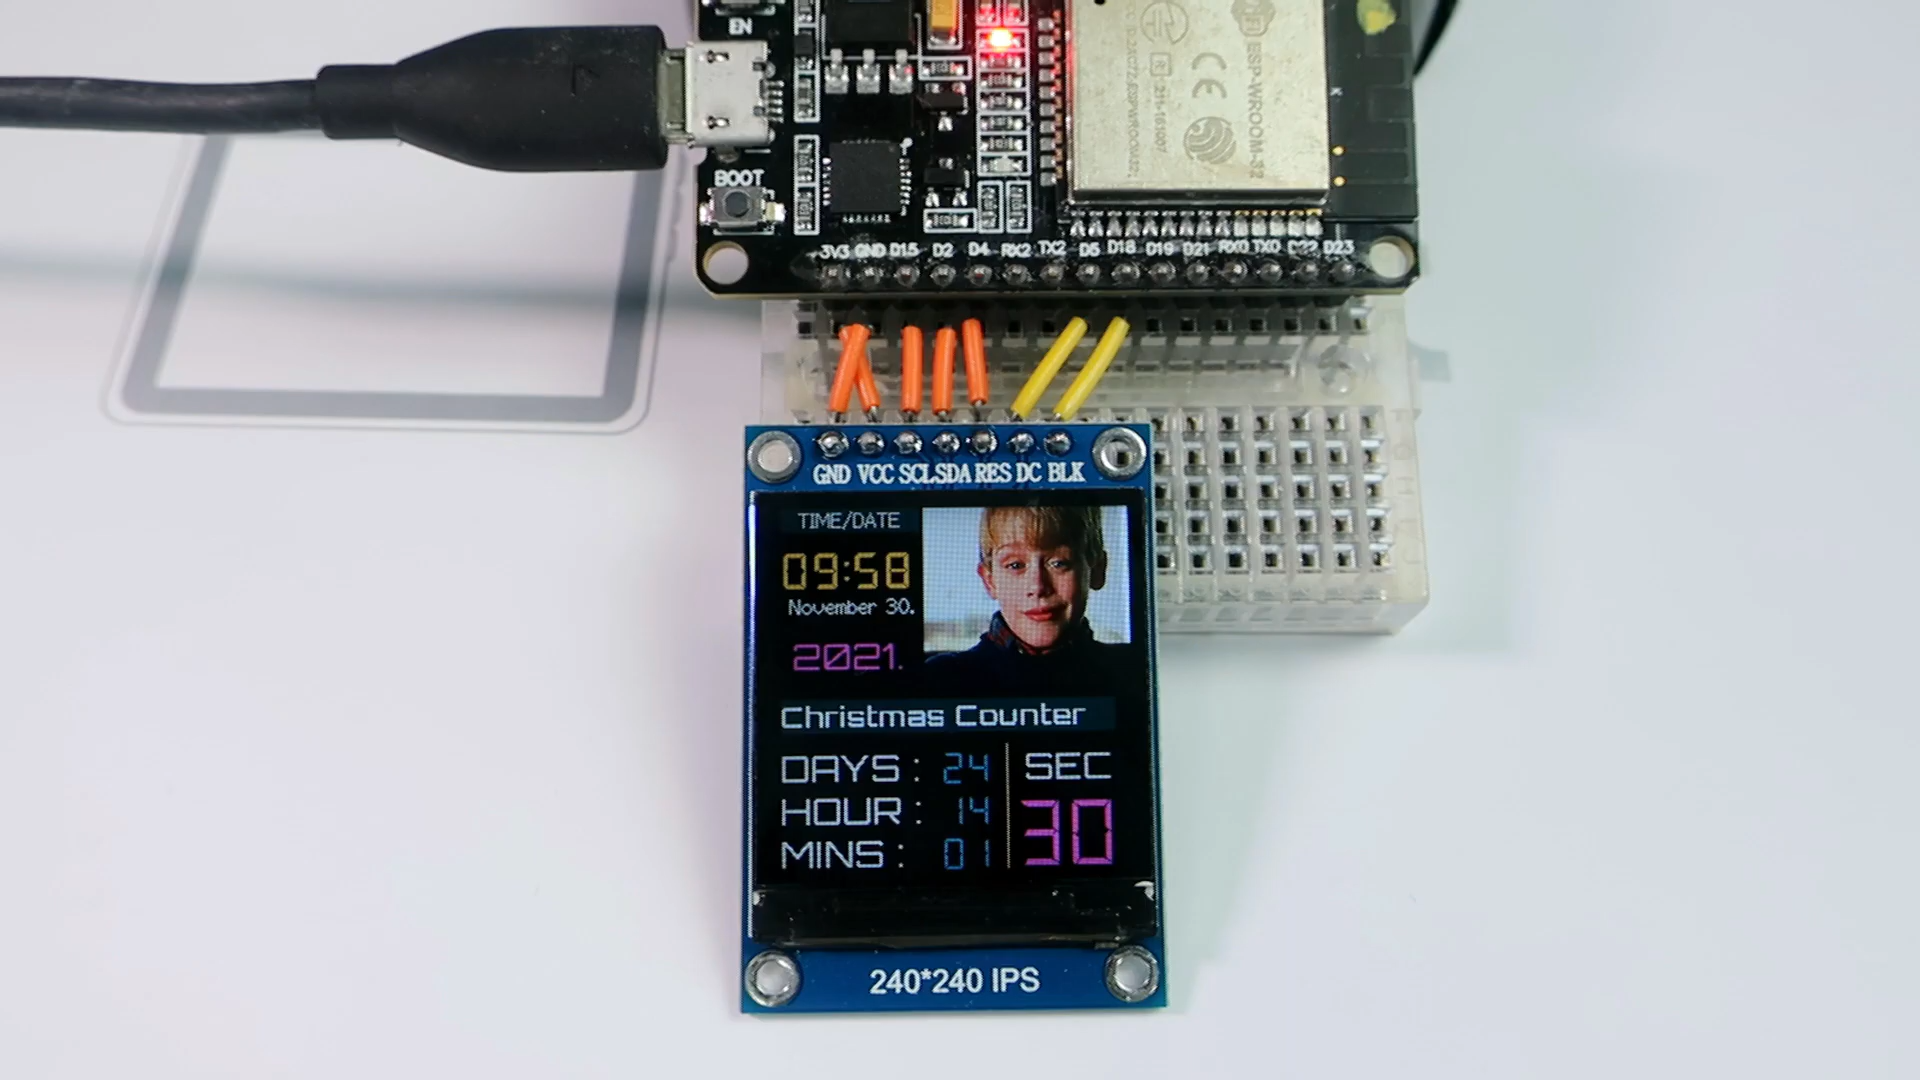 EN
BOOT
ESP-WROOM-32
CE
3V3 GND D15 D2 D4 RX2 TX2 D5 D18 D19 D21 RX0 TX0 D22 D23
GND VCC SCL SDA RES DC BLK
TIME/DATE
09:58
November 30.
2021.
Christmas Counter
DAYS : 24
HOUR : 14
MINS : 01
SEC
30
240*240 IPS